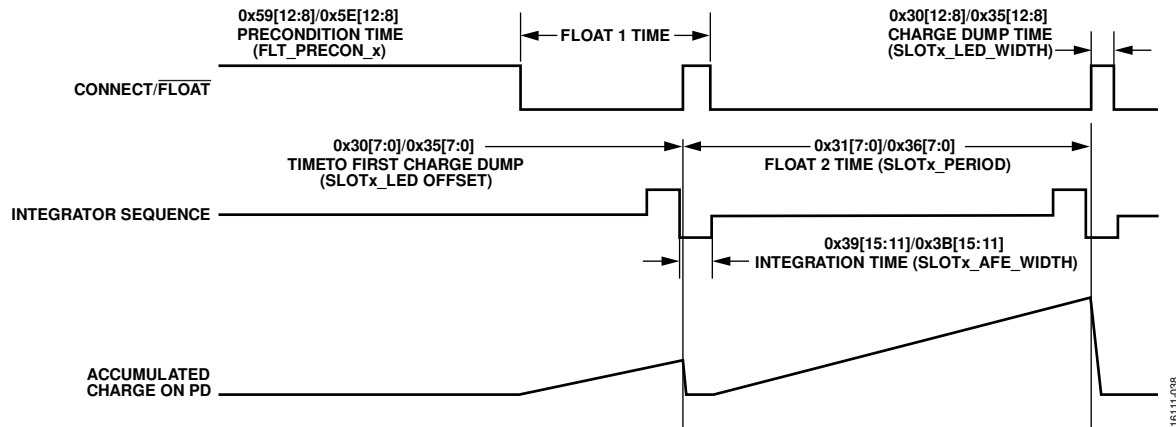 0x59[12:8]/0x5E[12:8]
PRECONDITION TIME
(FLT_PRECON_x)
FLOAT 1 TIME
0x30[12:8]/0x35[12:8]
CHARGE DUMP TIME
(SLOTx_LED_WIDTH)
CONNECT/FLOAT
0x30[7:0]/0x35[7:0]
TIMETO FIRST CHARGE DUMP
(SLOTx_LED OFFSET)
0x31[7:0]/0x36[7:0]
FLOAT 2 TIME (SLOTx_PERIOD)
INTEGRATOR SEQUENCE
0x39[15:11]/0x3B[15:11]
INTEGRATION TIME (SLOTx_AFE_WIDTH)
ACCUMULATED
CHARGE ON PD
16111-038